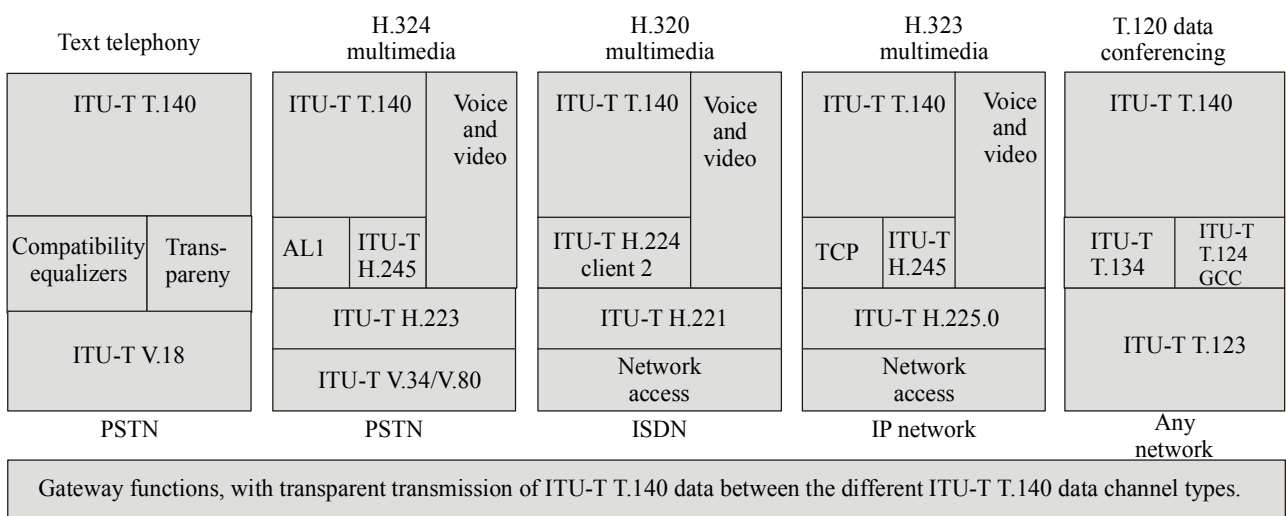 Text telephony
H.324
multimedia
H.320
multimedia
H.323
multimedia
T.120 data
conferencing
ITU-T T.140
Compatibility
equalizers
Trans-
pareny
ITU-T V.18
PSTN
ITU-T T.140
Voice
and
video
AL1
ITU-T
H.245
ITU-T H.223
ITU-T V.34/V.80
PSTN
ITU-T T.140
Voice
and
video
ITU-T H.224
client 2
ITU-T H.221
Network
access
ISDN
ITU-T T.140
Voice
and
video
TCP
ITU-T
H.245
ITU-T H.225.0
Network
access
IP network
ITU-T T.140
ITU-T
T.134
ITU-T
T.124
GCC
ITU-T T.123
Any
network
Gateway functions, with transparent transmission of ITU-T T.140 data between the different ITU-T T.140 data channel types.